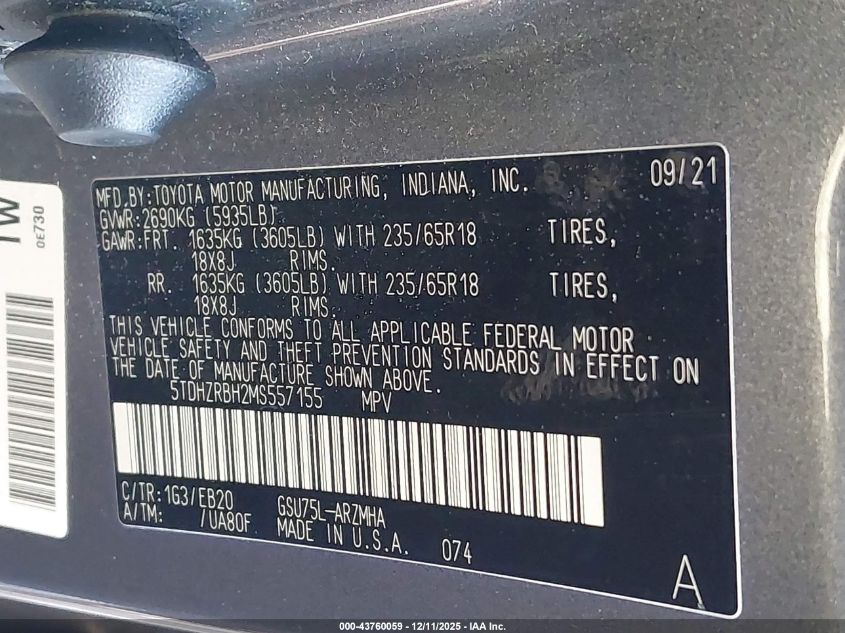 TW
0E730
MFD.BY:TOYOTA MOTOR MANUFACTURING, INDIANA, INC. 09/21
GVWR:2690KG (5935LB)
GAWR:FRT. 1635KG (3605LB) WITH 235/65R18 TIRES,
18X8J RIMS.
RR. 1635KG (3605LB) WITH 235/65R18 TIRES,
18X8J RIMS.
THIS VEHICLE CONFORMS TO ALL APPLICABLE FEDERAL MOTOR
VEHICLE SAFETY AND THEFT PREVENTION STANDARDS IN EFFECT ON
THE DATE OF MANUFACTURE SHOWN ABOVE.
5TDHZRBH2MS557155 MPV
C/TR:1G3/EB20 GSU75L-ARZMHA
A/TM: /UA80F MADE IN U.S.A. 074
A
000-43760059 - 12/11/2025 - IAA Inc.